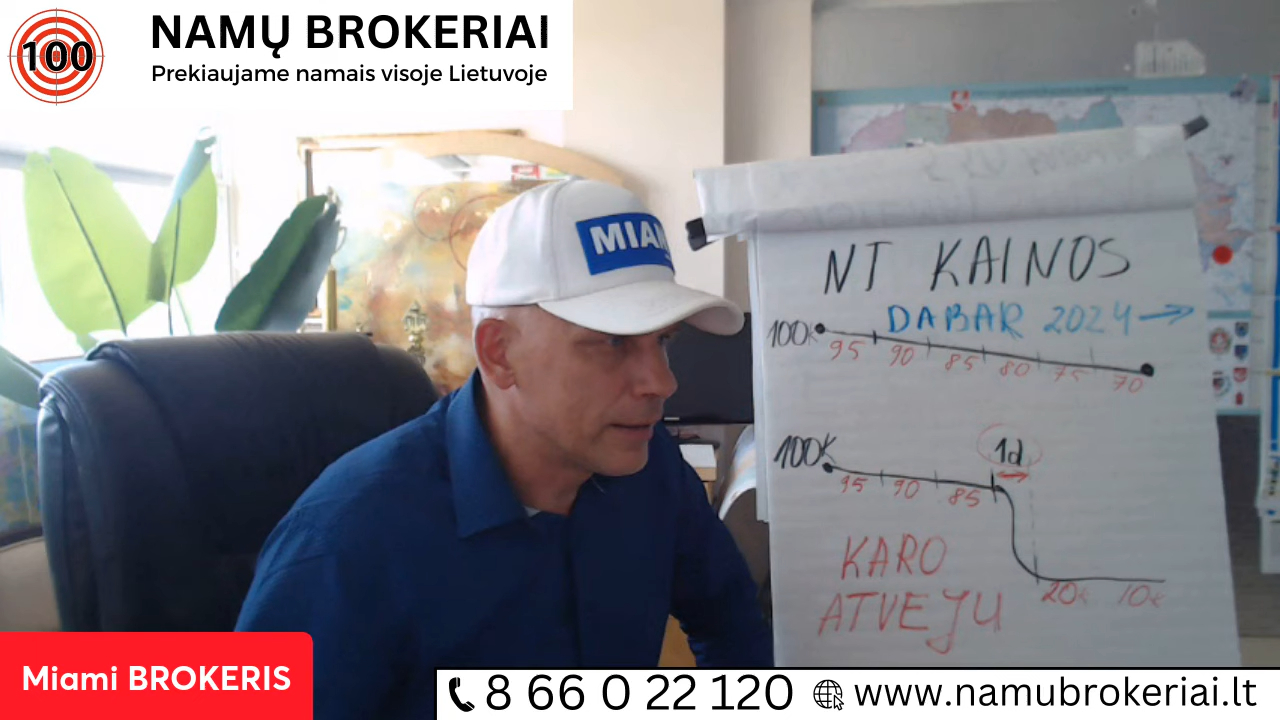 100
NAMŲ BROKERIAI
Prekiaujame namais visoje Lietuvoje
MIAM
NT KAINOS
DABAR 2024 →
100K
95 90 85 80 75 70
100K
1d
95 90 85
20K 10K
KARO
ATVEJU
Miami BROKERIS
8 66 0 22 120
www.namubrokeriai.lt